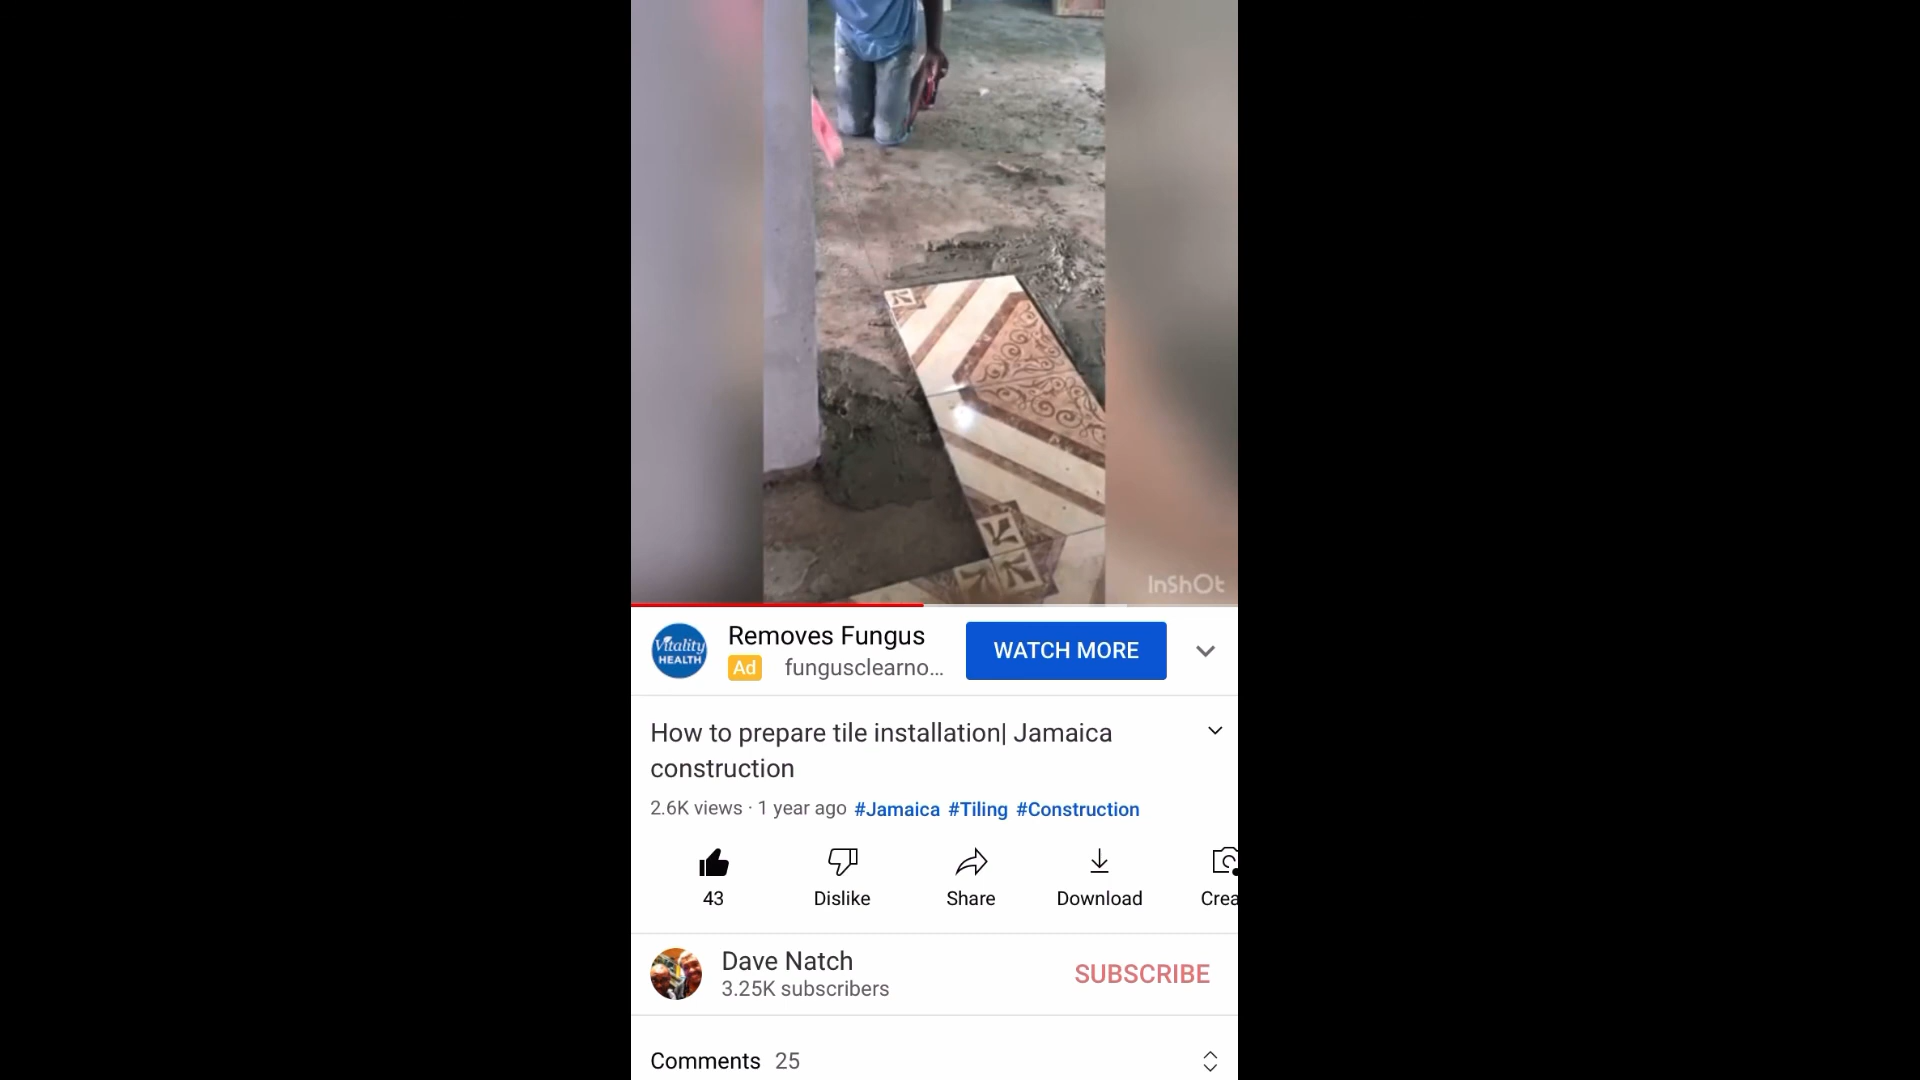 InShOt
Vitality
HEALTH
Removes Fungus
Ad fungusclearno...
WATCH MORE
How to prepare tile installation| Jamaica
construction
2.6K views · 1 year ago #Jamaica #Tiling #Construction
43
Dislike
Share
Download
Crea
Dave Natch
3.25K subscribers
SUBSCRIBE
Comments 25